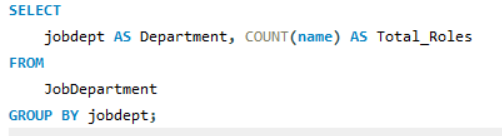 SELECT
jobdept AS Department, COUNT(name) AS Total_Roles
FROM
JobDepartment
GROUP BY jobdept;